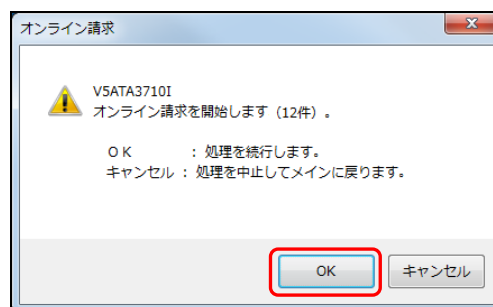 オンライン請求
V5ATA3710I
オンライン請求を開始します（12件）。
ＯＫ　　　：処理を続行します。
キャンセル：処理を中止してメインに戻ります。
OK
キャンセル